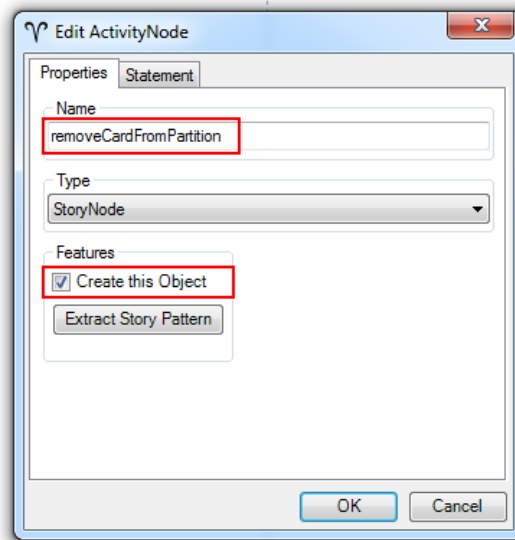 Edit ActivityNode
Properties Statement
Name
removeCardFromPartition
Type
StoryNode
Features
Create this Object
Extract Story Pattern
OK Cancel